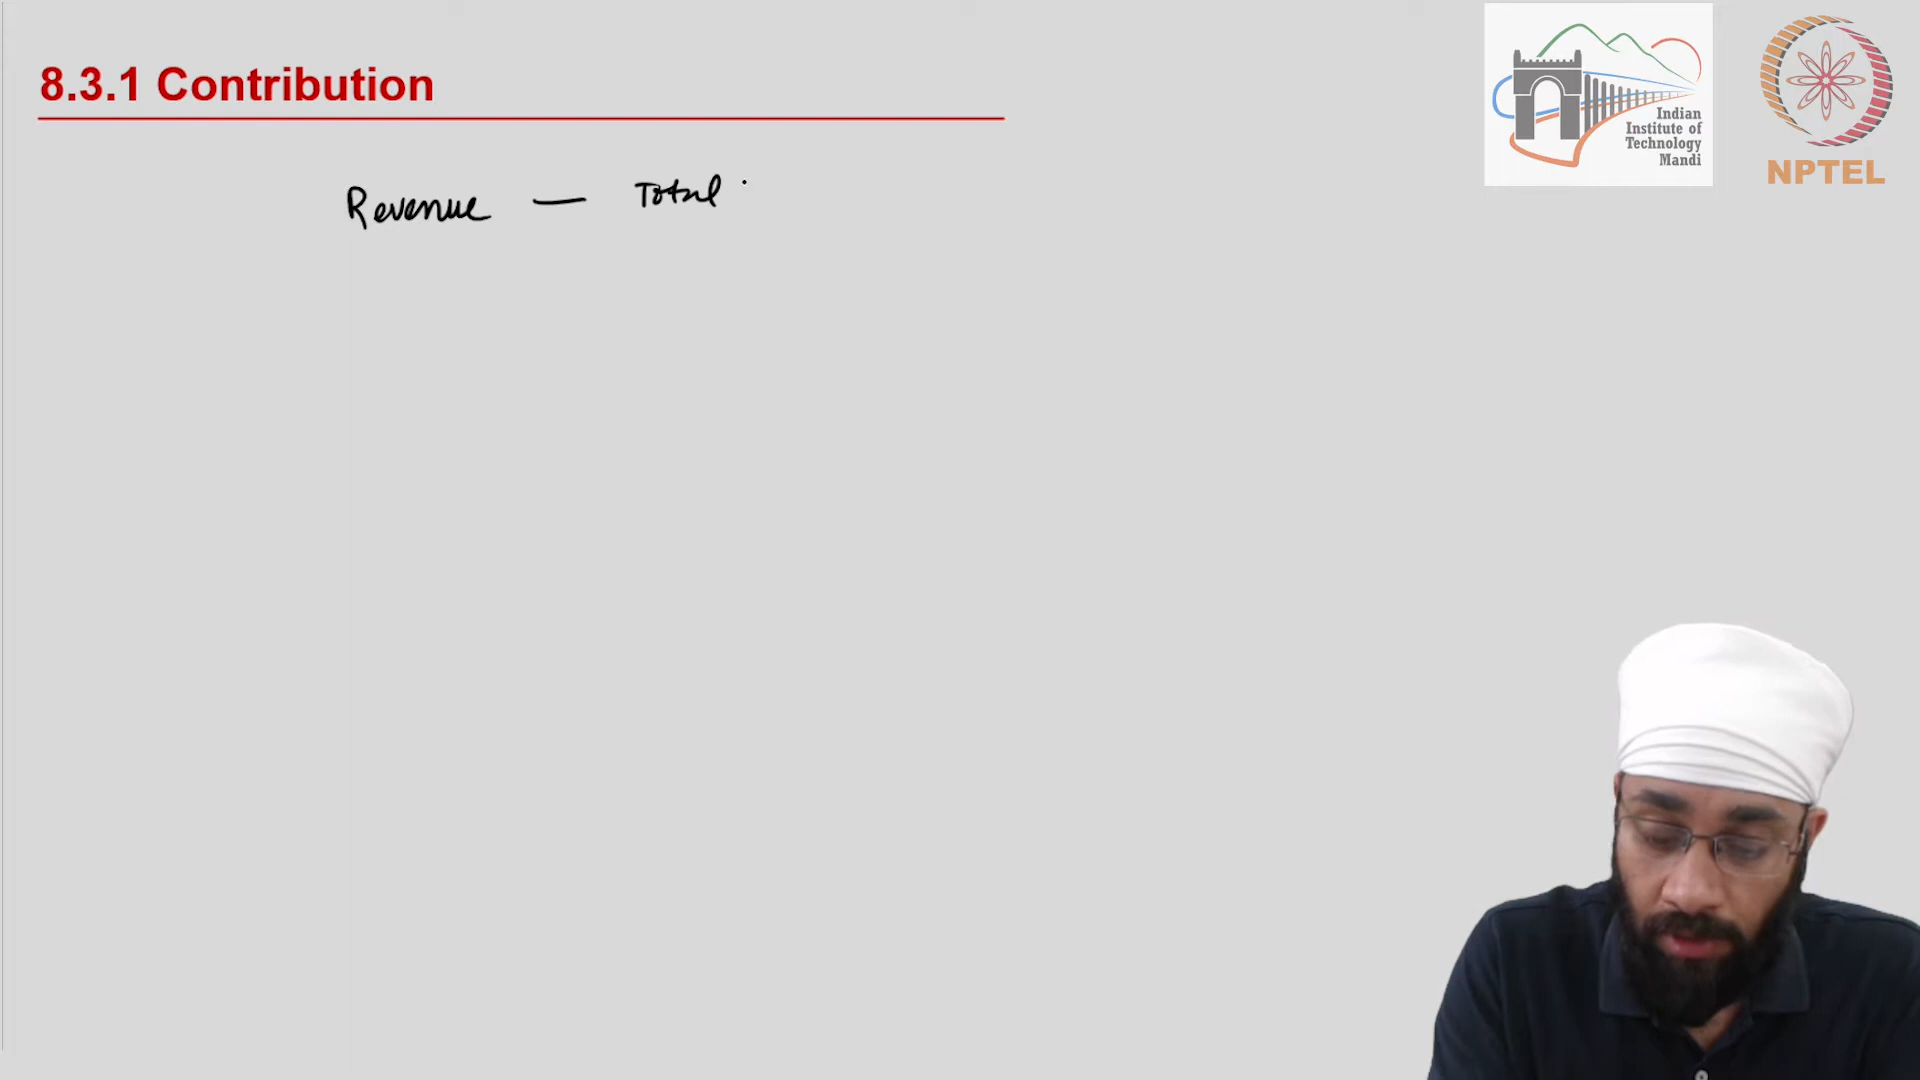 8.3.1 Contribution
Indian
Institute of
Technology
Mandi
NPTEL
Revenue — Total